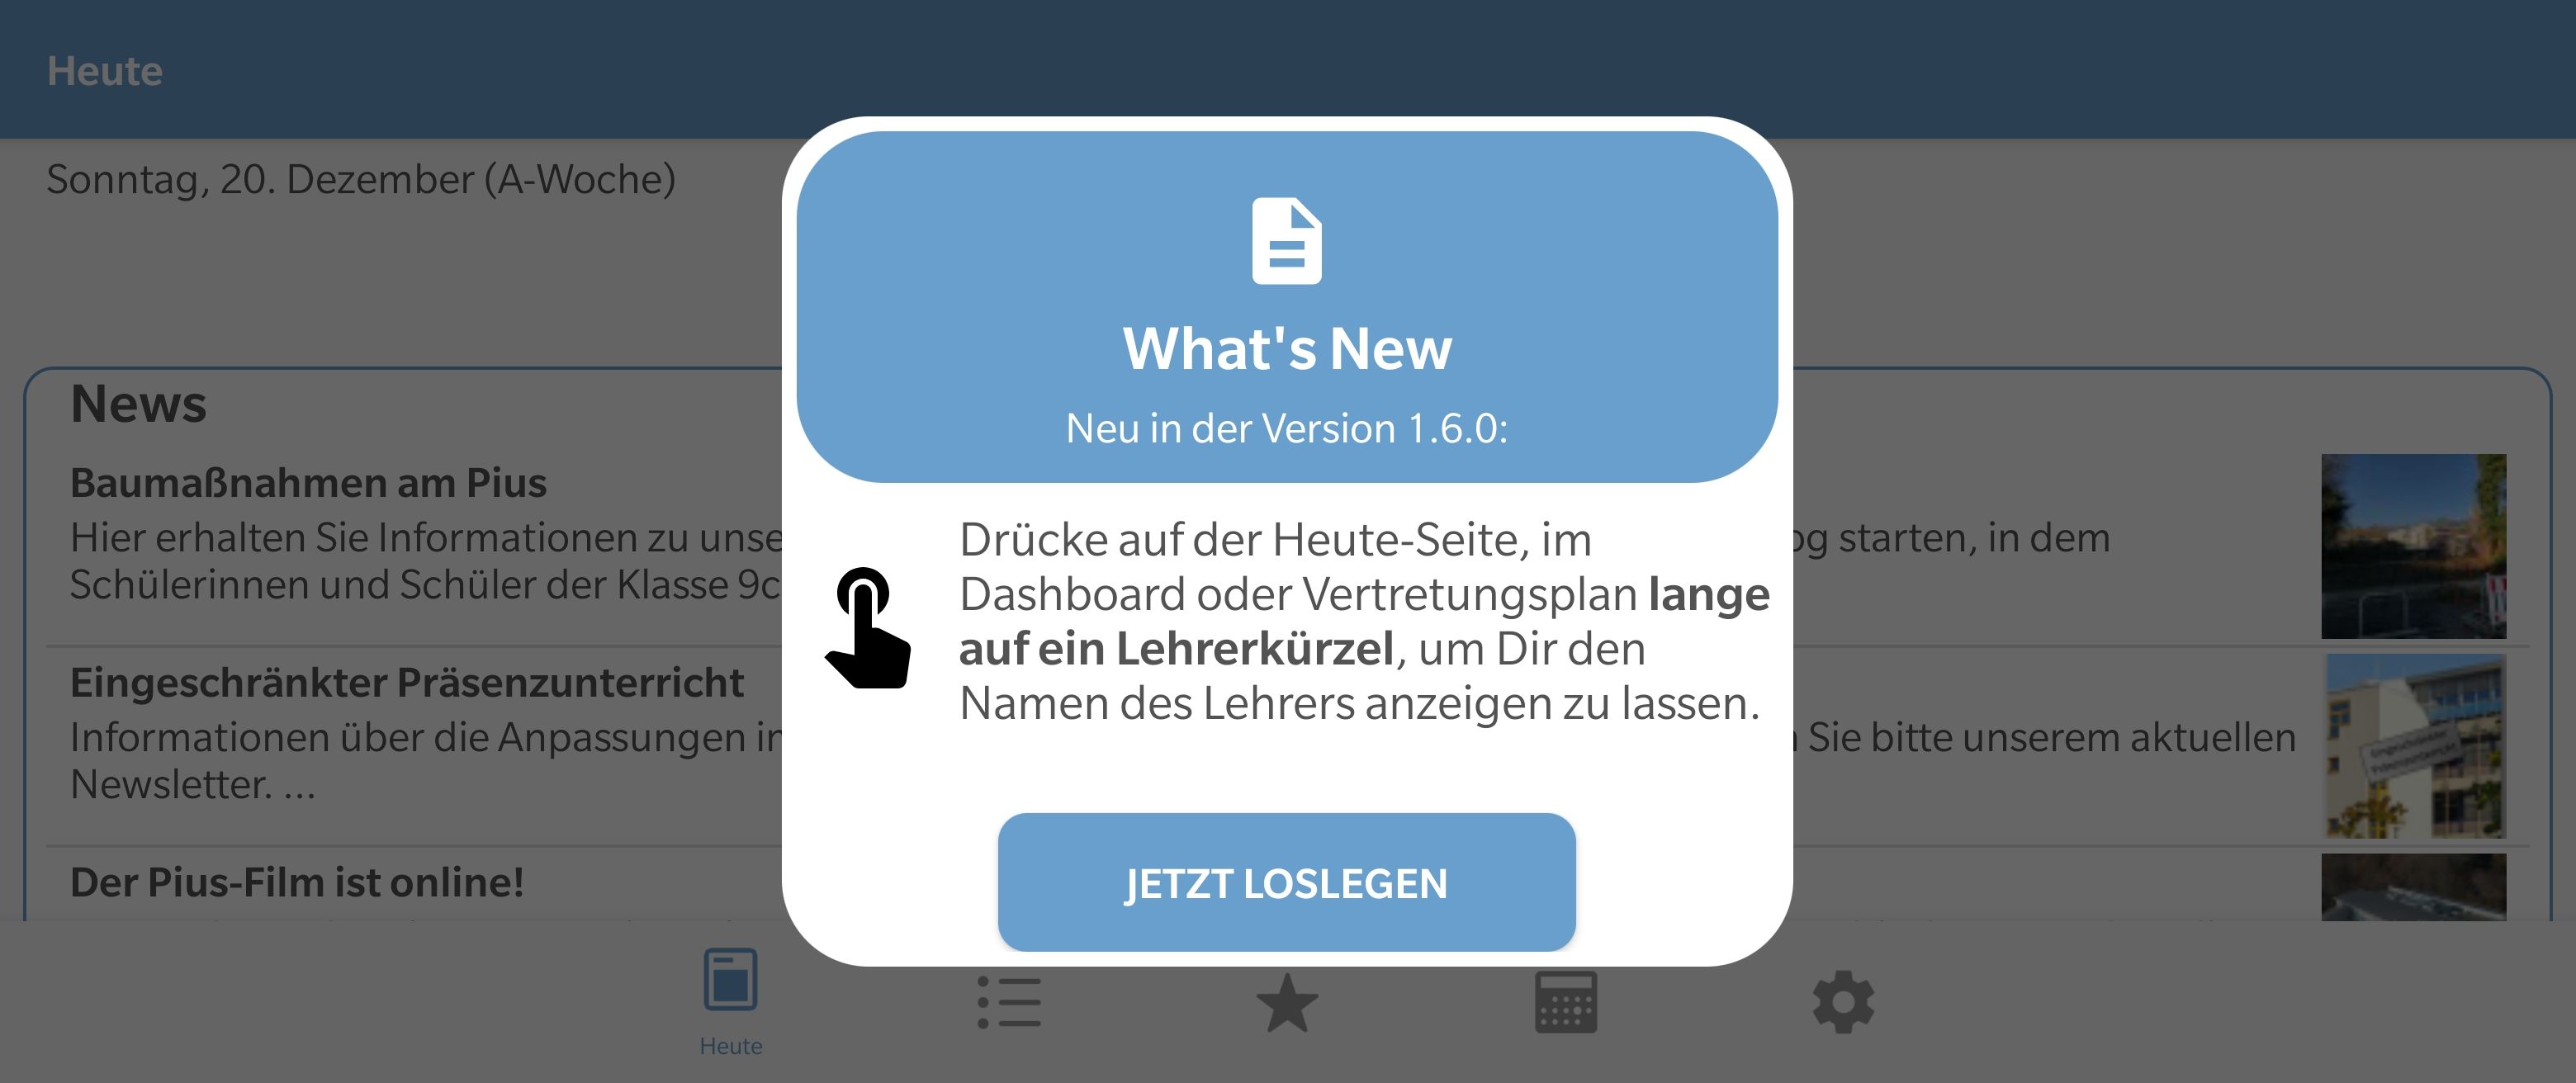 Heute
Sonntag, 20. Dezember (A-Woche)
News
Baumaßnahmen am Pius
Hier erhalten Sie Informationen zu unse
og starten, in dem
Schülerinnen und Schüler der Klasse 9c
Eingeschränkter Präsenzunterricht
Informationen über die Anpassungen in
Sie bitte unserem aktuellen
Newsletter. ...
Der Pius-Film ist online!
What's New
Neu in der Version 1.6.0:
Drücke auf der Heute-Seite, im
Dashboard oder Vertretungsplan lange
auf ein Lehrerkürzel, um Dir den
Namen des Lehrers anzeigen zu lassen.
JETZT LOSLEGEN
Heute